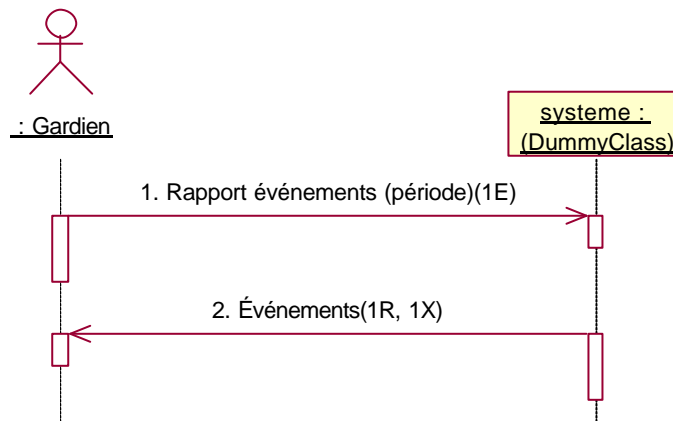 : Gardien
systeme :
(DummyClass)
1. Rapport événements (période)(1E)
2. Événements(1R, 1X)